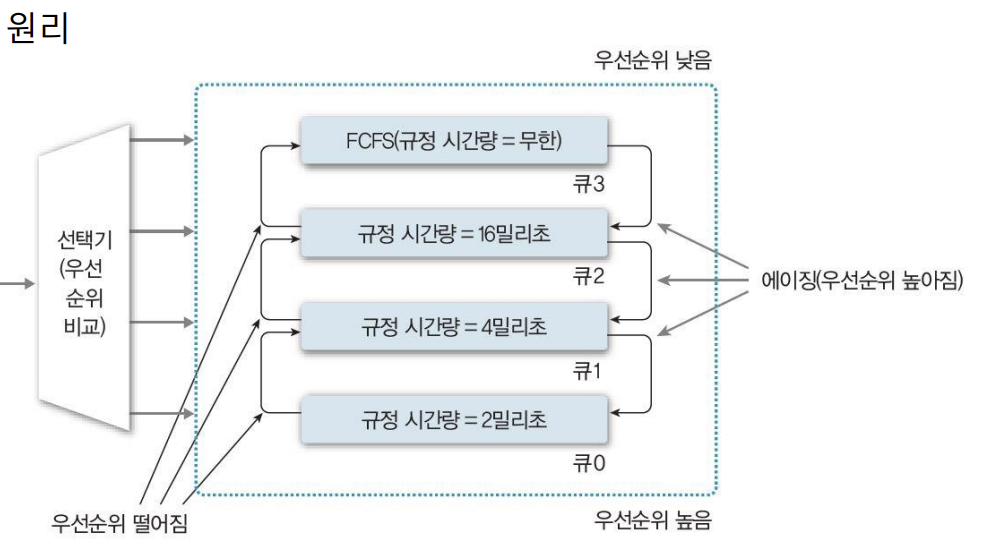 원리
우선순위 낮음
FCFS(규정 시간량 = 무한)
큐3
선택기
(우선
순위
비교)
규정 시간량 = 16밀리초
큐2
에이징(우선순위 높아짐)
규정 시간량 = 4밀리초
큐1
규정 시간량 = 2밀리초
큐0
우선순위 떨어짐
우선순위 높음